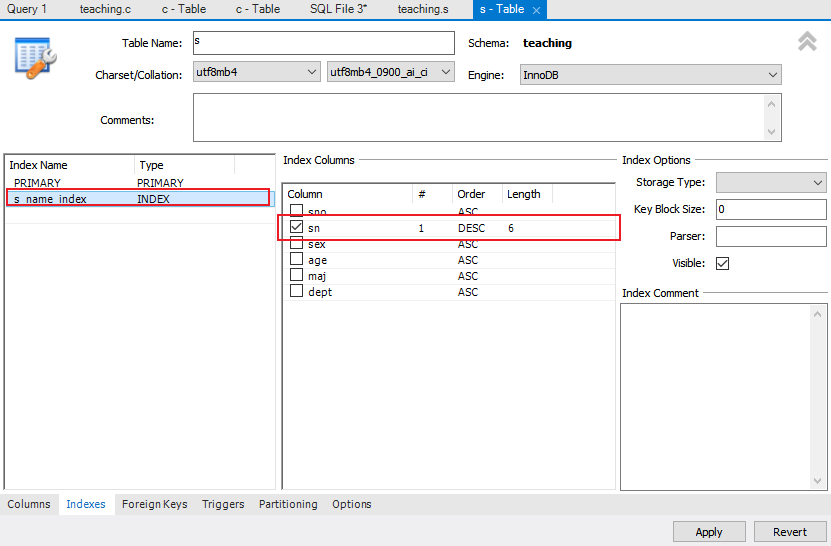 Query 1 teaching.c c - Table c - Table SQL File 3* teaching.s s - Table
Table Name: s Schema: teaching
Charset/Collation: utf8mb4 utf8mb4_0900_ai_ci Engine: InnoDB
Comments:
Index Name Type
PRIMARY PRIMARY
s_name_index INDEX
Index Columns
Column # Order Length
sno ASC
sn 1 DESC 6
sex ASC
age ASC
maj ASC
dept ASC
Index Options
Storage Type:
Key Block Size: 0
Parser:
Visible:
Index Comment
Columns Indexes Foreign Keys Triggers Partitioning Options
Apply Revert